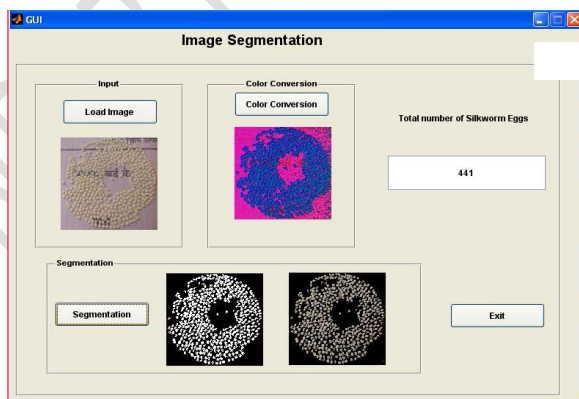 GUI
Image Segmentation
Input
Load Image
Color Conversion
Color Conversion
Total number of Silkworm Eggs
441
Segmentation
Segmentation
Exit